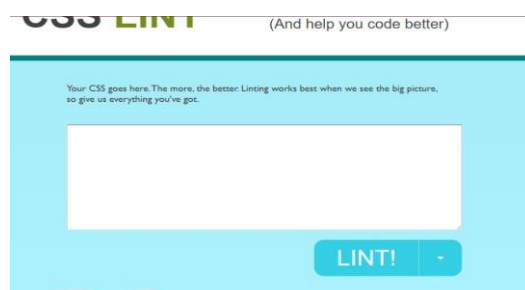 CSS LINT
(And help you code better)
Your CSS goes here. The more, the better. Linting works best when we see the big picture,
so give us everything you've got.
LINT!